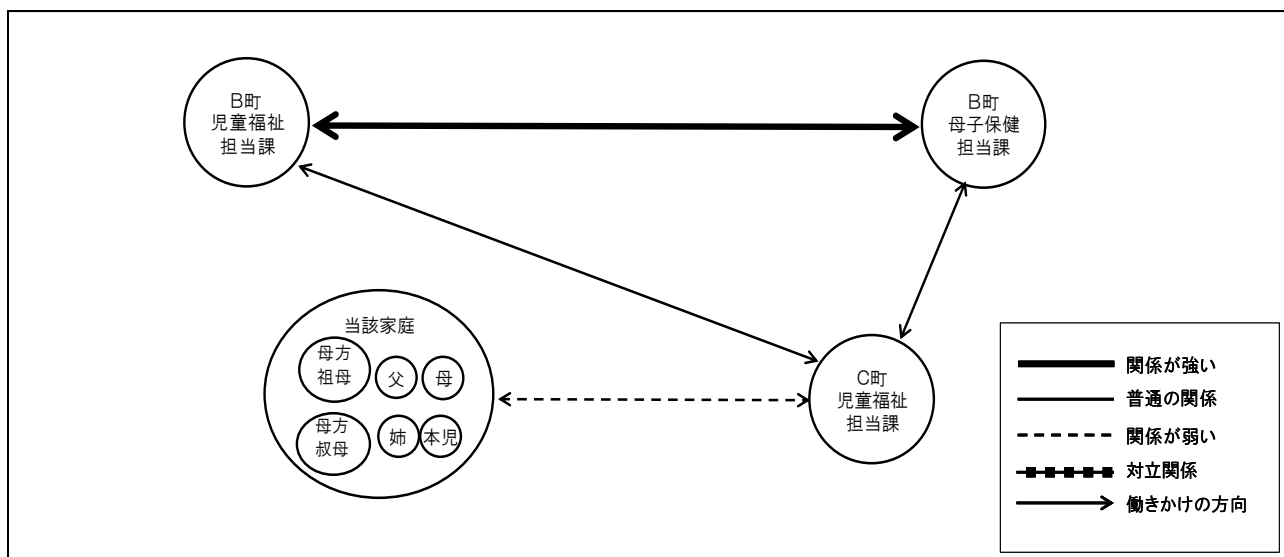 B町
児童福祉
担当課
B町
母子保健
担当課
当該家庭
母方
祖母
父
母
母方
叔母
姉
本児
C町
児童福祉
担当課
関係が強い
普通の関係
関係が弱い
対立関係
働きかけの方向